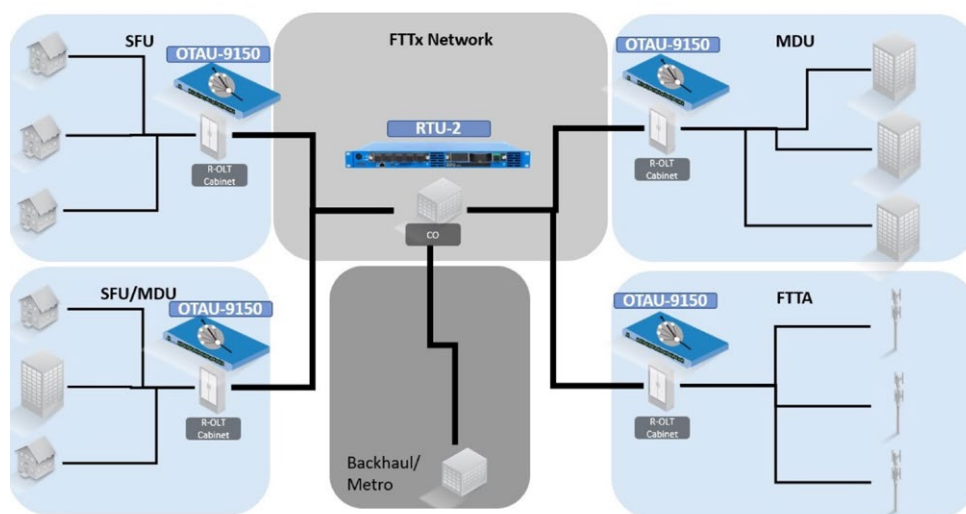 SFU
OTAU-9150
R-OLT
Cabinet
FTTx Network
RTU-2
CO
OTAU-9150
MDU
R-OLT
Cabinet
SFU/MDU
OTAU-9150
R-OLT
Cabinet
Backhaul/
Metro
OTAU-9150
FTTA
R-OLT
Cabinet